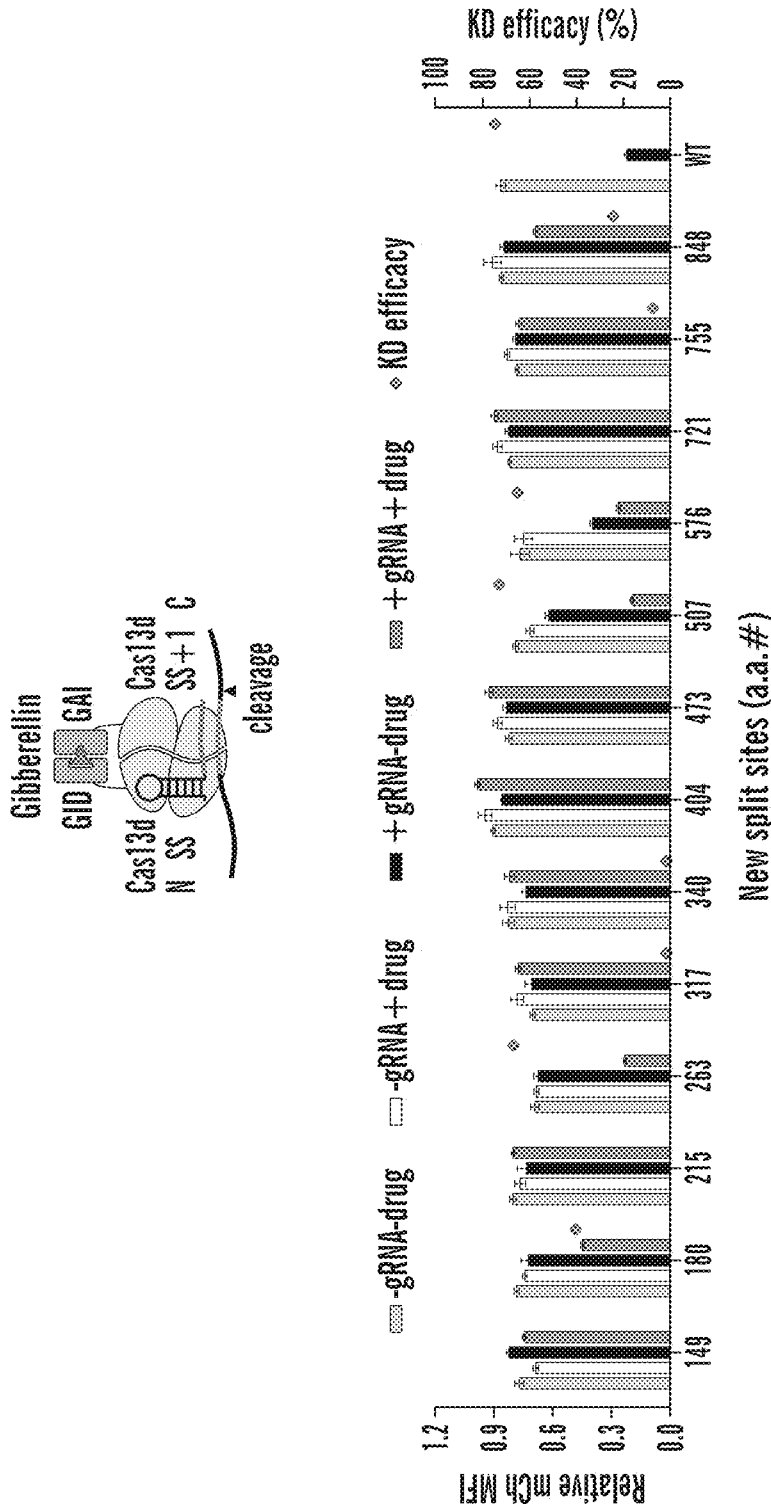 Gibberellin
GID GAI
Cas13d Cas13d
N SS SS+1 C
cleavage
-gRNA-drug
-gRNA + drug
+ gRNA-drug
+ gRNA + drug
KD efficacy
Relative mCh MFI
1.2
0.9
0.6
0.3
0.0
KD efficacy (%)
100
80
60
40
20
0
149 180 215 263 317 340 404 473 507 576 721 755 848 WT
New split sites (a.a.#)